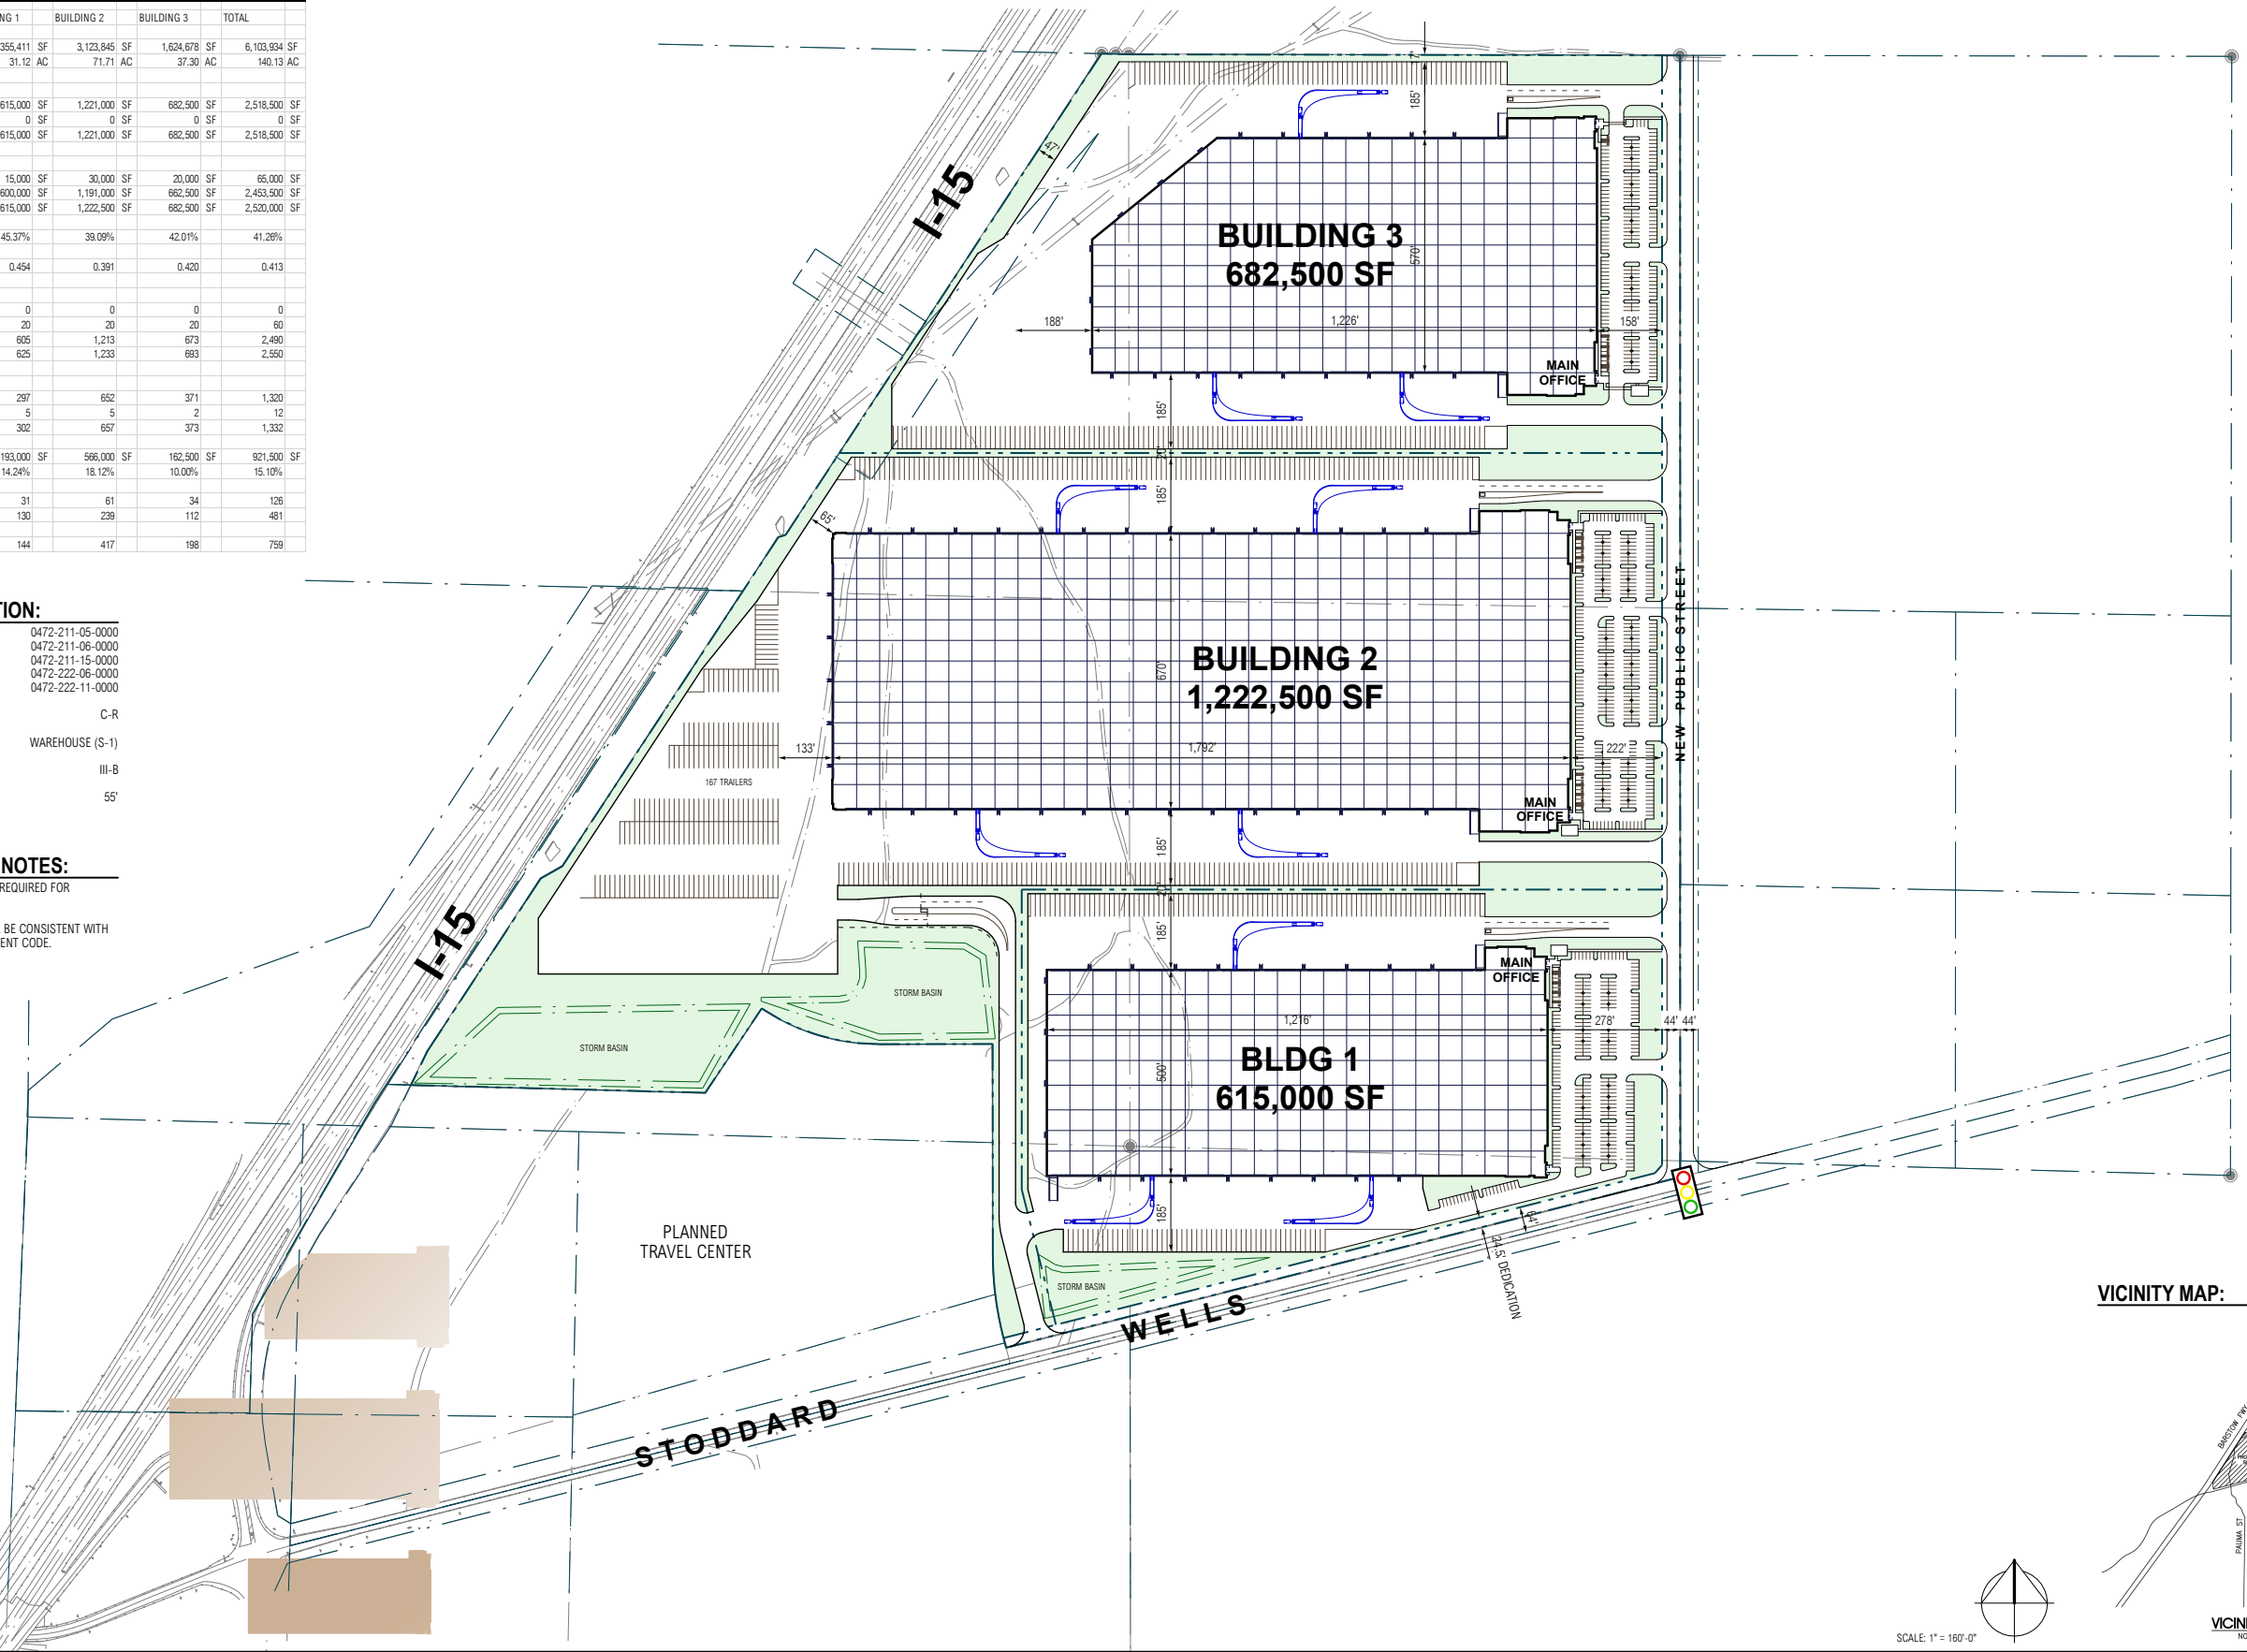 NG 1 BUILDING 2 BUILDING 3 TOTAL
355,411 SF 3,123,845 SF 1,624,678 SF 6,103,934 SF
31.12 AC 71.71 AC 37.30 AC 140.13 AC
615,000 SF 1,221,000 SF 682,500 SF 2,518,500 SF
0 SF 0 SF 0 SF 0 SF
615,000 SF 1,221,000 SF 682,500 SF 2,518,500 SF
15,000 SF 30,000 SF 20,000 SF 65,000 SF
600,000 SF 1,191,000 SF 662,500 SF 2,453,500 SF
615,000 SF 1,222,500 SF 682,500 SF 2,520,000 SF
45.37% 39.09% 42.01% 41.26%
0.454 0.391 0.420 0.413
0 0 0 0
20 20 20 60
605 1,213 673 2,490
625 1,233 693 2,550
297 652 371 1,320
5 5 2 12
302 657 373 1,332
193,000 SF 566,000 SF 162,500 SF 921,500 SF
14.24% 18.12% 10.00% 15.10%
31 61 34 126
130 239 112 481
144 417 198 759
TION:
0472-211-05-0000
0472-211-06-0000
0472-211-15-0000
0472-222-06-0000
0472-222-11-0000
C-R
WAREHOUSE (S-1)
III-B
55'
NOTES:
REQUIRED FOR
BE CONSISTENT WITH
ENT CODE.
I-15
47'
185'
BUILDING 3
682,500 SF
570'
188'
1,226'
158'
MAIN
OFFICE
185'
20'
185'
65'
BUILDING 2
1,222,500 SF
670'
133'
1,792'
222'
167 TRAILERS
MAIN
OFFICE
NEW PUBLIC STREET
185'
20'
185'
I-15
STORM BASIN
STORM BASIN
MAIN
OFFICE
1,216'
278'
44' 44'
BLDG 1
615,000 SF
500'
185'
64'
24.5' DEDICATION
PLANNED
TRAVEL CENTER
STORM BASIN
STODDARD WELLS
VICINITY MAP:
BARSTOW FWY
PAUMA ST
VICINI
NO
SCALE: 1" = 160'-0"